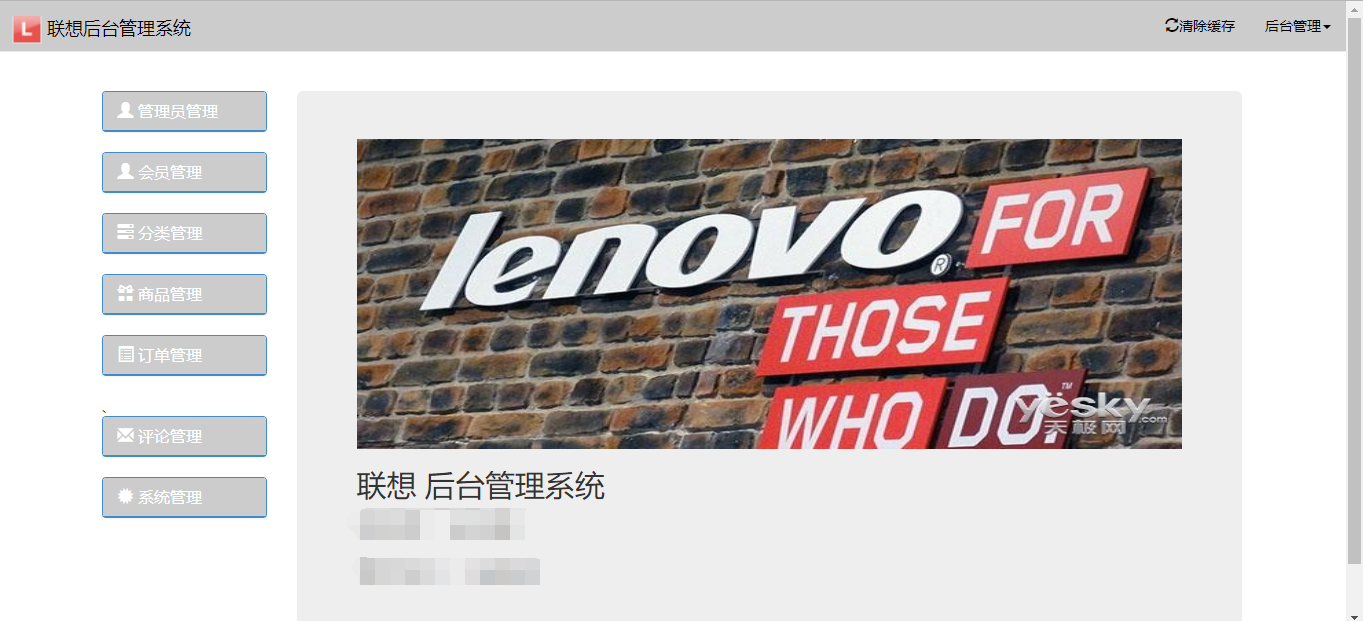 L 联想后台管理系统
清除缓存 后台管理
管理员管理
会员管理
分类管理
商品管理
订单管理
、
评论管理
系统管理
lenovo® FOR
THOSE
WHO DO™
yesky.com
天极网
联想 后台管理系统